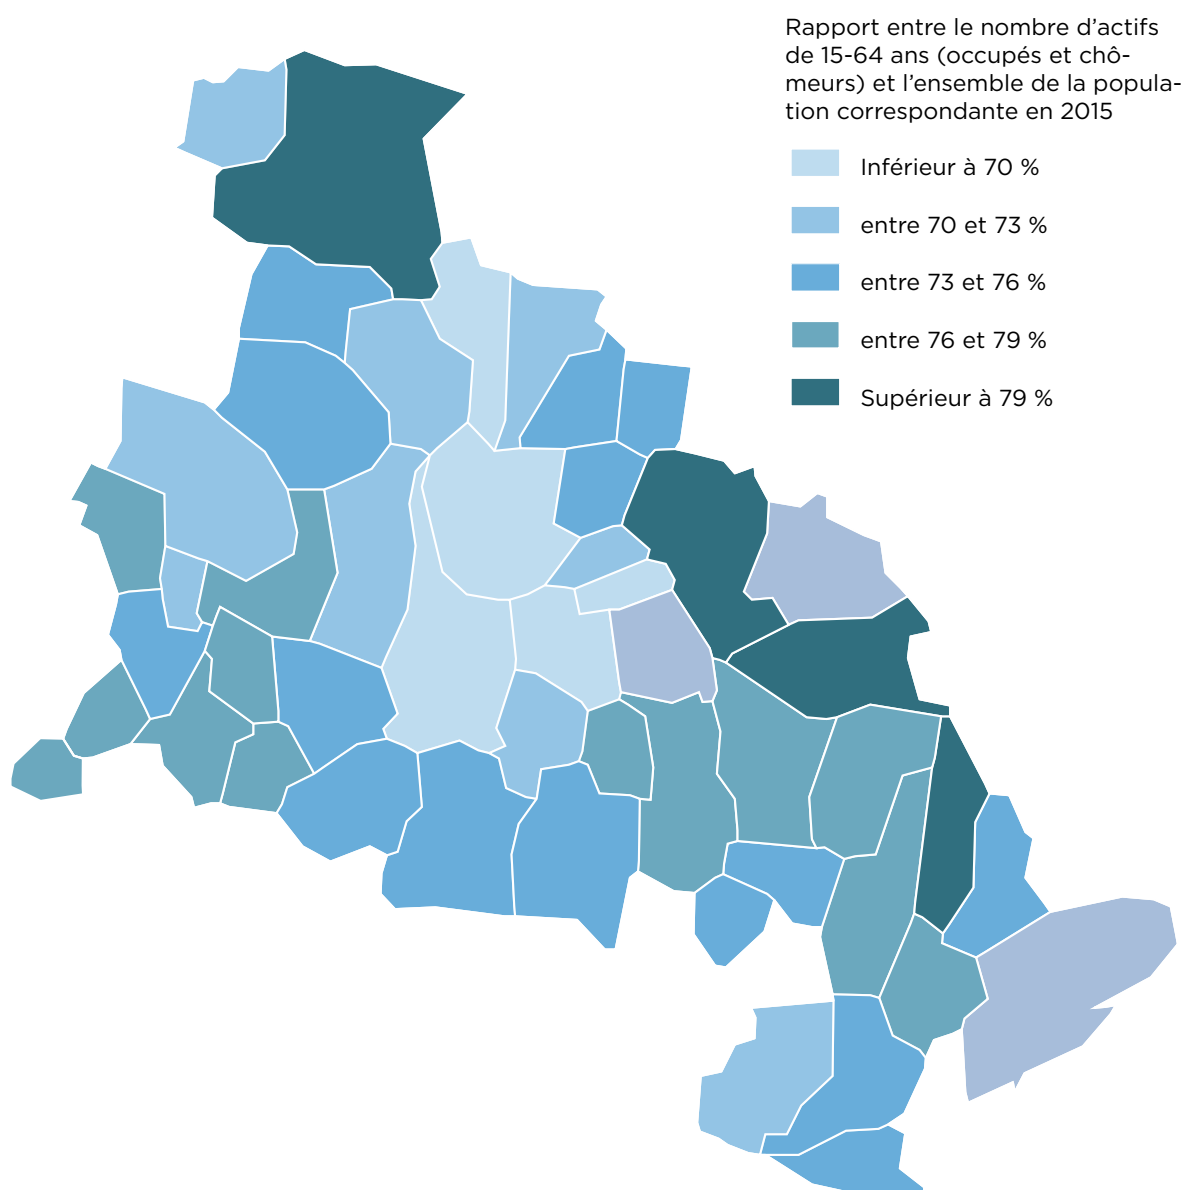 Rapport entre le nombre d’actifs
de 15-64 ans (occupés et chô-
meurs) et l’ensemble de la popula-
tion correspondante en 2015
Inférieur à 70 %
entre 70 et 73 %
entre 73 et 76 %
entre 76 et 79 %
Supérieur à 79 %